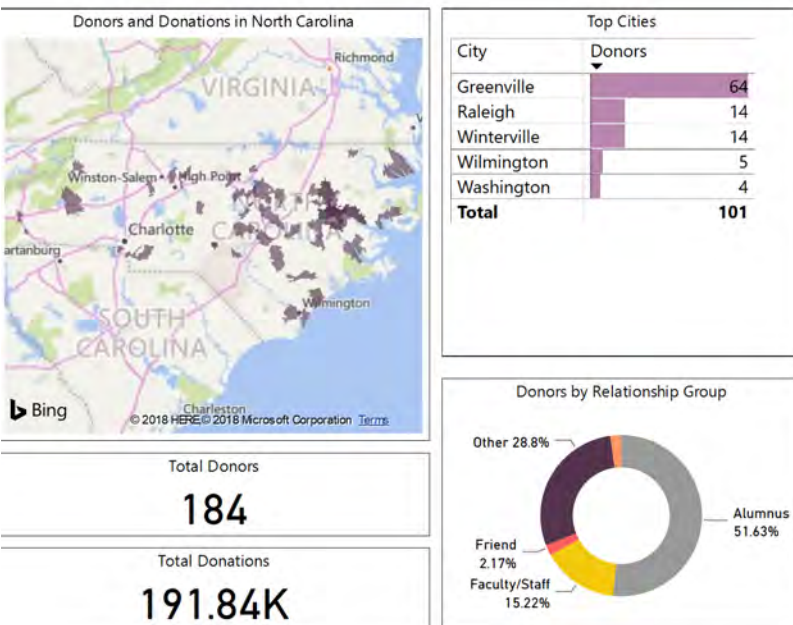 Donors and Donations in North Carolina
Richmond
VIRGINIA
Winston-Salem
High Point
NORTH
CAROLINA
Charlotte
artanburg
Wilmington
SOUTH
CAROLINA
Charleston
Bing
© 2018 HERE © 2018 Microsoft Corporation Terms
Total Donors
184
Total Donations
191.84K
Top Cities
City Donors
Greenville 64
Raleigh 14
Winterville 14
Wilmington 5
Washington 4
Total 101
Donors by Relationship Group
Other 28.8%
Alumnus
51.63%
Friend
2.17%
Faculty/Staff
15.22%